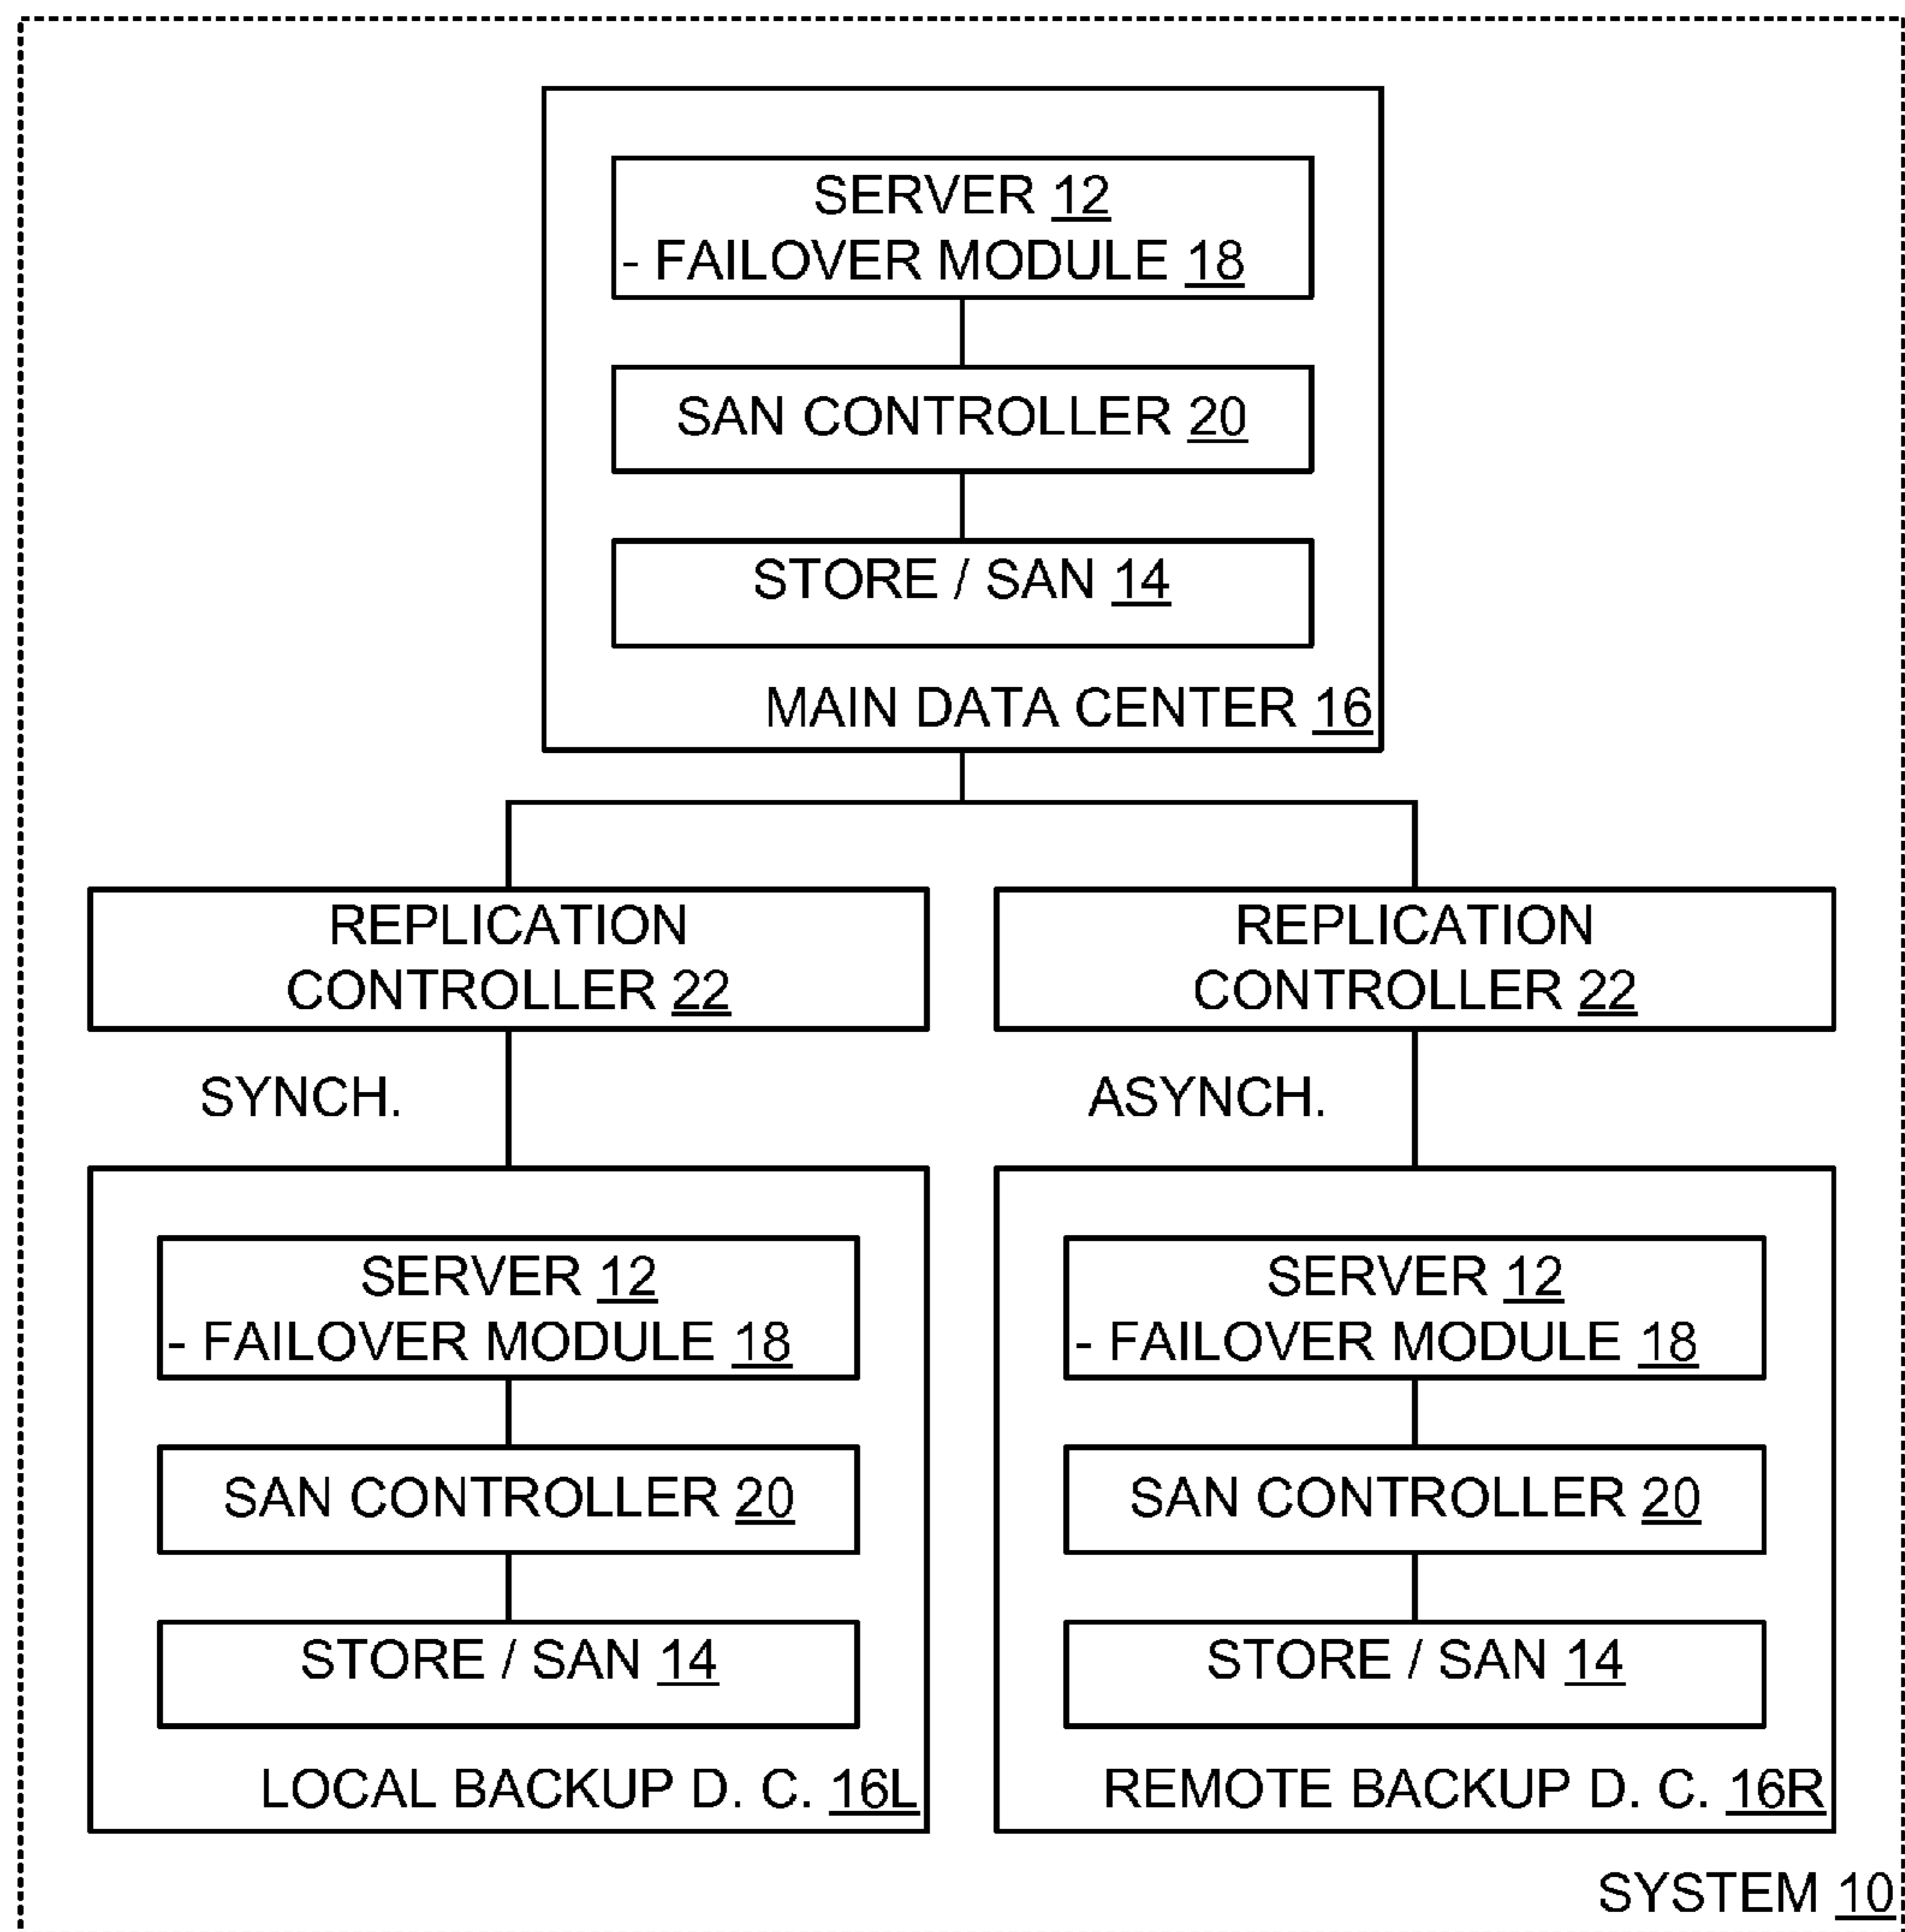 SERVER 12
- FAILOVER MODULE 18
SAN CONTROLLER 20
STORE / SAN 14
MAIN DATA CENTER 16
REPLICATION
CONTROLLER 22
REPLICATION
CONTROLLER 22
SYNCH.
ASYNCH.
SERVER 12
- FAILOVER MODULE 18
SAN CONTROLLER 20
STORE / SAN 14
LOCAL BACKUP D. C. 16L
SERVER 12
- FAILOVER MODULE 18
SAN CONTROLLER 20
STORE / SAN 14
REMOTE BACKUP D. C. 16R
SYSTEM 10